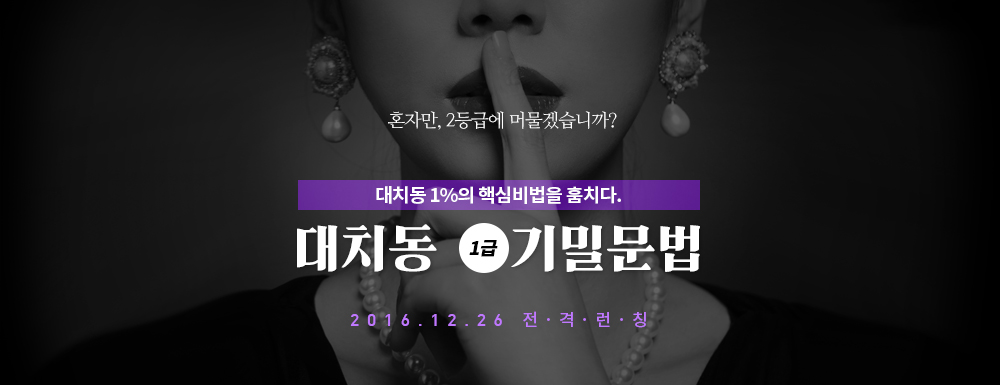 혼자만, 2등급에 머물겠습니까?
대치동 1%의 핵심비법을 훔치다.
대치동 1급 기밀문법
2016.12.26 전·격·런·칭